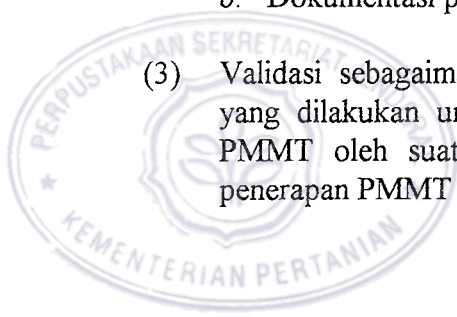 b. Dokumentasi p
(3) Validasi sebagaim
yang dilakukan u
PMMT oleh suat
penerapan PMMT
PERPUSTAKAAN SEKRETARIAT
KEMENTERIAN PERTANIAN